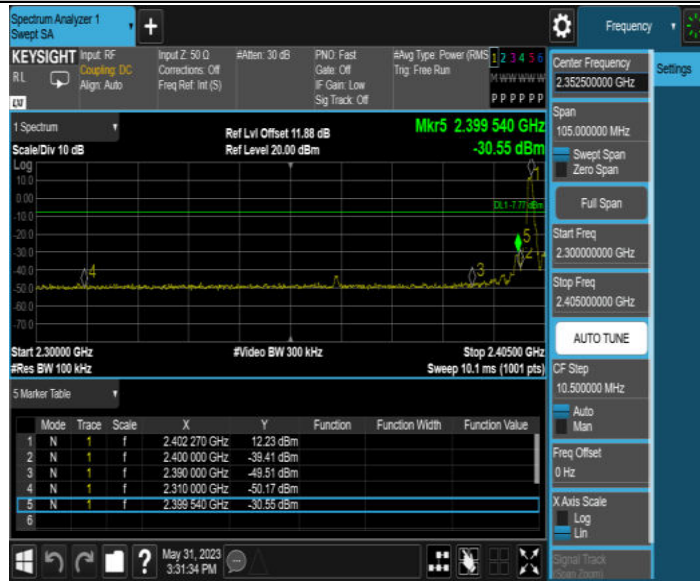 Spectrum Analyzer 1
Swept SA
+
Frequency
KEYSIGHT
RL
LXI
Input: RF
Coupling: DC
Align: Auto
Input Z: 50 Ω
Corrections: Off
Freq Ref: Int (S)
#Atten: 30 dB
PNO: Fast
Gate: Off
IF Gain: Low
Sig Track: Off
#Avg Type: Power (RMS
Trig: Free Run
1 2 3 4 5 6
M W W W W W
P P P P P P
Center Frequency
2.352500000 GHz
Settings
Span
105.000000 MHz
Swept Span
Zero Span
Full Span
Start Freq
2.300000000 GHz
Stop Freq
2.405000000 GHz
AUTO TUNE
CF Step
10.500000 MHz
Auto
Man
Freq Offset
0 Hz
X Axis Scale
Log
Lin
Signal Track
(Span Zoom)
1 Spectrum
Scale/Div 10 dB
Ref Lvl Offset 11.88 dB
Ref Level 20.00 dBm
Mkr5 2.399 540 GHz
-30.55 dBm
Log
10.0
0.00
-10.0
-20.0
-30.0
-40.0
-50.0
-60.0
-70.0
1
DL1 -7.77 dBm
5
2
3
4
Start 2.30000 GHz
#Video BW 300 kHz
Stop 2.40500 GHz
#Res BW 100 kHz
Sweep 10.1 ms (1001 pts)
5 Marker Table
Mode Trace Scale X Y Function Function Width Function Value
1 N 1 f 2.402 270 GHz 12.23 dBm
2 N 1 f 2.400 000 GHz -39.41 dBm
3 N 1 f 2.390 000 GHz -49.51 dBm
4 N 1 f 2.310 000 GHz -50.17 dBm
5 N 1 f 2.399 540 GHz -30.55 dBm
6
?
May 31, 2023
3:31:34 PM